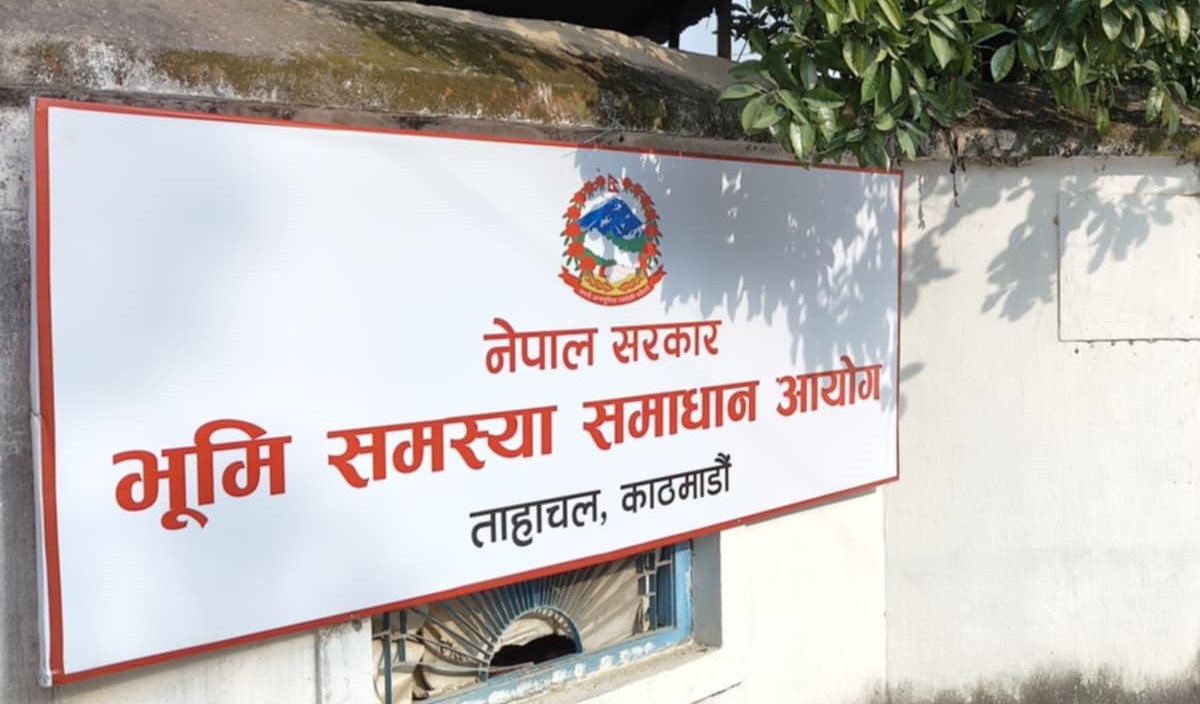 नेपाल सरकार
भूमि समस्या समाधान आयोग
ताहाचल, काठमाडौँ